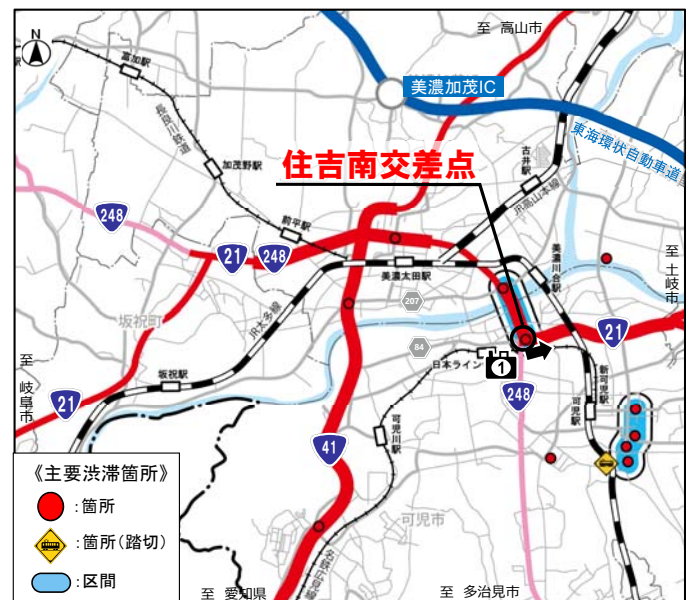 N
至 高山市
富加駅
美濃加茂IC
長良川鉄道
東海環状自動車道
加茂野駅
住吉南交差点
古井駅
JR高山本線
248
前平駅
21
248
美濃太田駅
美濃川合駅
至 土岐市
207
坂祝町
JR太多線
21
84
日本ライン
1
至 岐阜市
坂祝駅
248
新可児駅
可児駅
21
可児川駅
41
《主要渋滞箇所》
:箇所
:箇所(踏切)
:区間
可児市
名鉄広見線
至 愛知県
至 多治見市